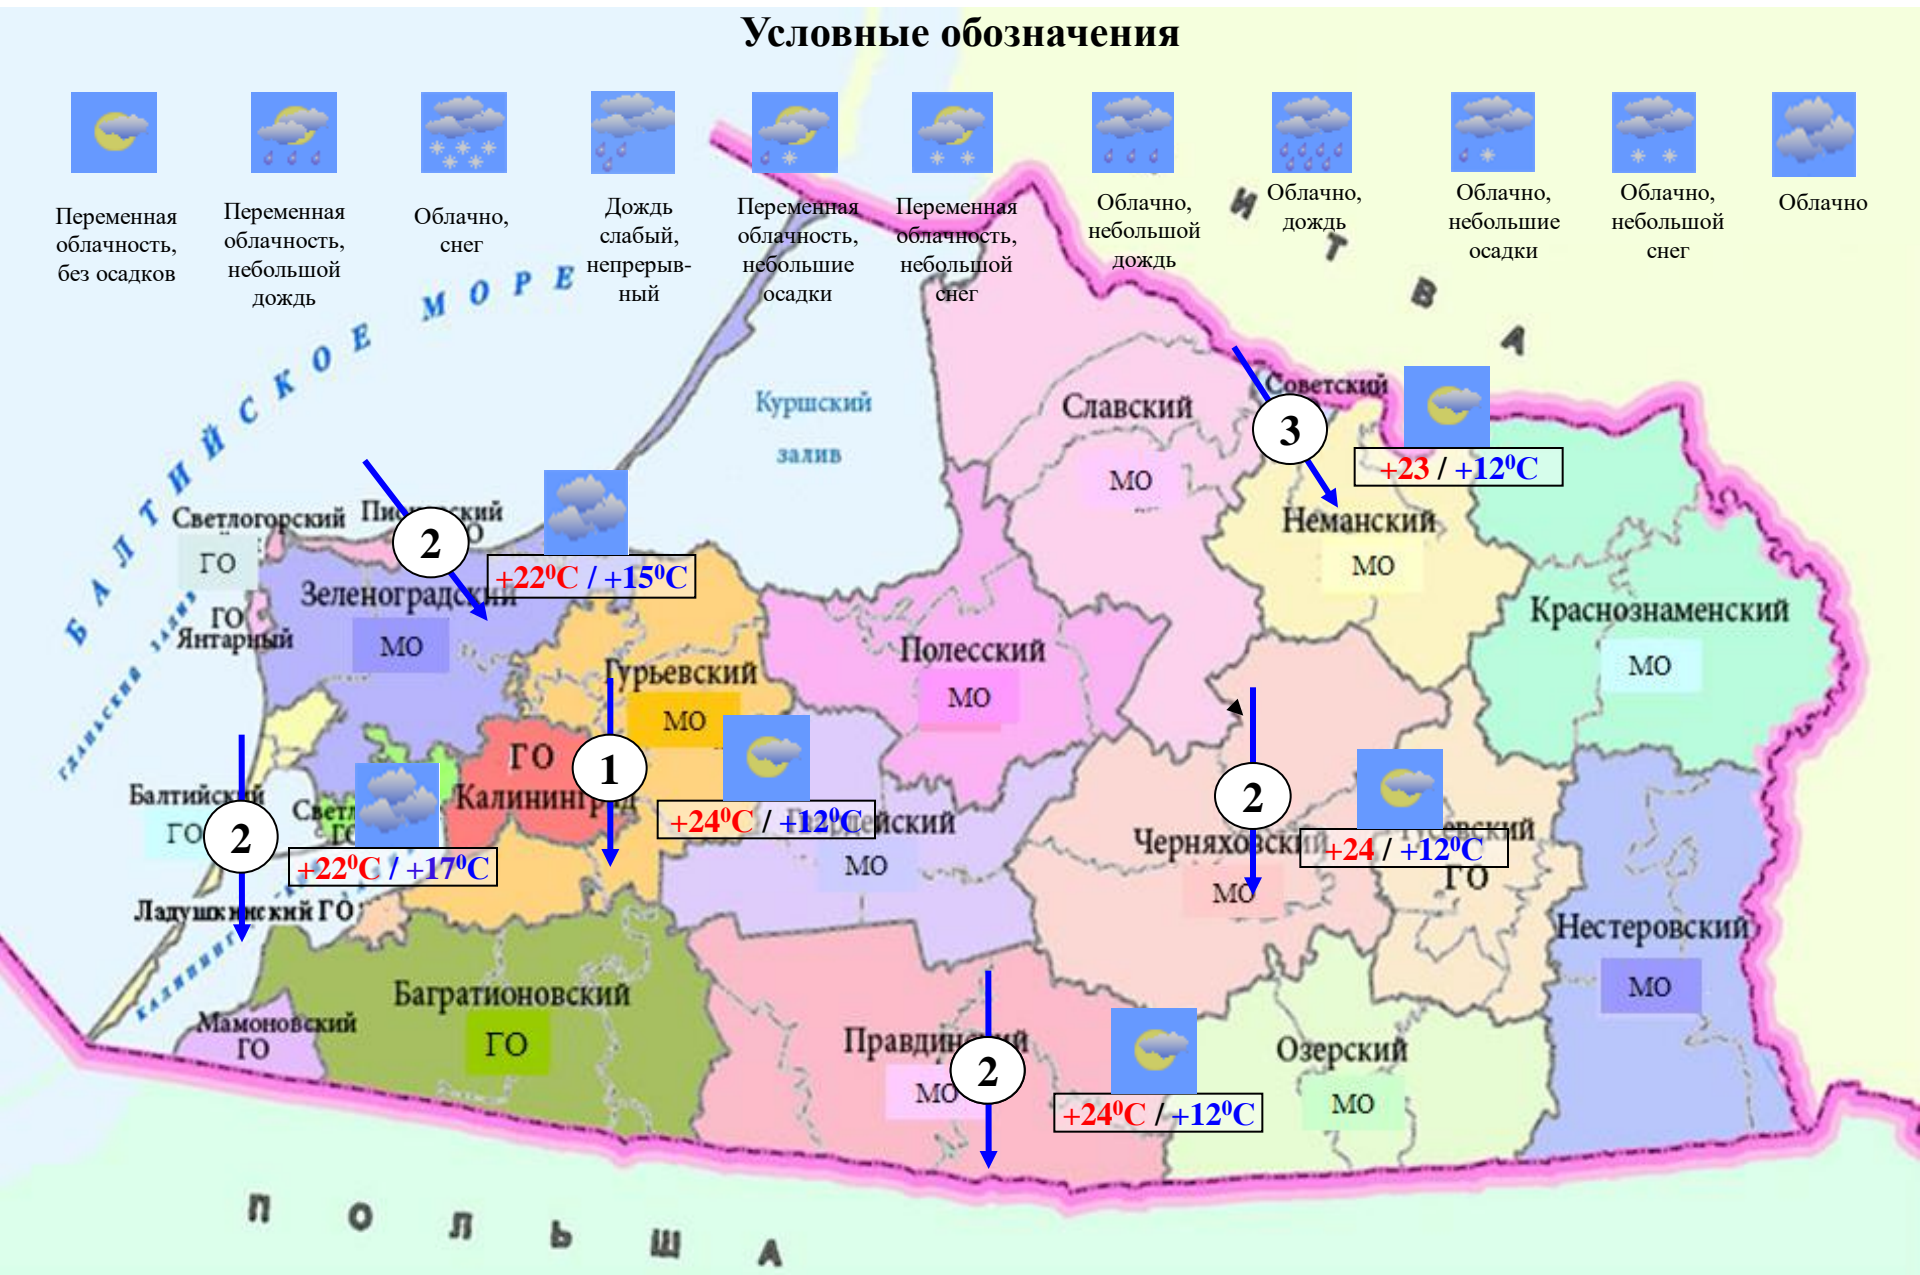 Условные обозначения
Переменная
облачность,
без осадков
Переменная
облачность,
небольшой
дождь
Облачно,
снег
Дождь
слабый,
непрерыв-
ный
Переменная
облачность,
небольшие
осадки
Переменная
облачность,
небольшой
снег
Облачно,
небольшой
дождь
Облачно,
дождь
Облачно,
небольшие
осадки
Облачно,
небольшой
снег
Облачно
БАЛТИЙСКОЕ МОРЕ
ИТВА
Куршский
залив
Славский
МО
Советский
3
+23 / +12⁰С
Неманский
МО
Светлогорский
ГО
2
+22⁰С / +15⁰С
Зеленоградский
МО
ГО
Янтарный
Краснознаменский
МО
Полесский
МО
Гурьевский
МО
ГО
Калининград
1
+24⁰С / +12⁰С
МО
Балтийский
ГО
2
+22⁰С / +17⁰С
Черняховский
МО
2
+24 / +12⁰С
Гусевский
ГО
Ладушкинский ГО
Нестеровский
МО
Багратионовский
ГО
Мамоновский
ГО
Правдинский
МО
2
+24⁰С / +12⁰С
Озерский
МО
ПОЛЬША